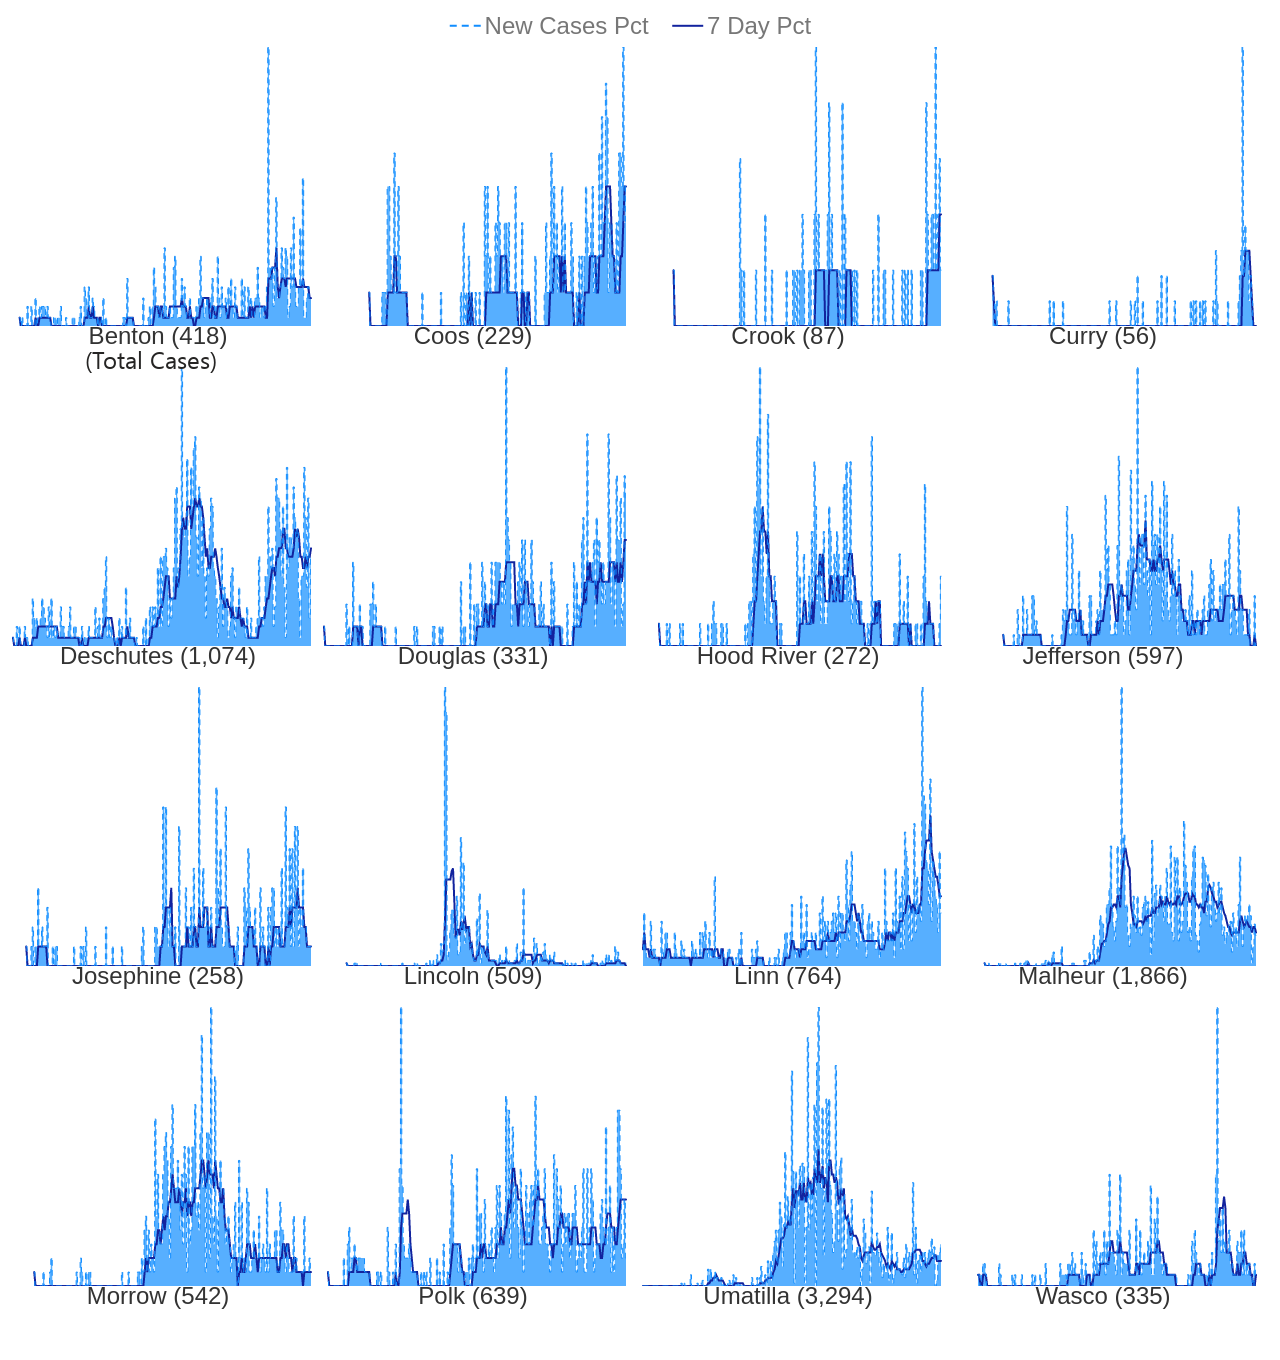 New Cases Pct 7 Day Pct
Benton (418) Coos (229) Crook (87) Curry (56)
(Total Cases)
Deschutes (1,074) Douglas (331) Hood River (272) Jefferson (597)
Josephine (258) Lincoln (509) Linn (764) Malheur (1,866)
Morrow (542) Polk (639) Umatilla (3,294) Wasco (335)